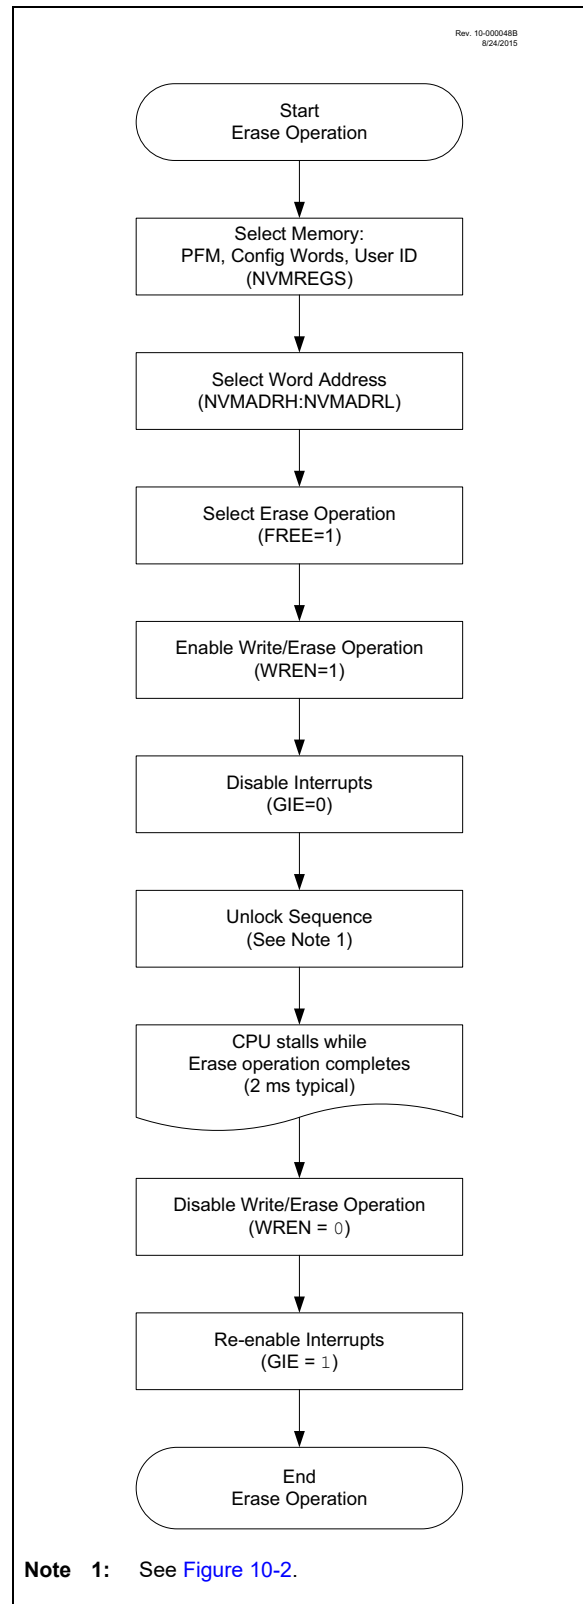 Rev. 10-000048B
8/24/2015
Start
Erase Operation
Select Memory:
PFM, Config Words, User ID
(NVMREGS)
Select Word Address
(NVMADRH:NVMADRL)
Select Erase Operation
(FREE=1)
Enable Write/Erase Operation
(WREN=1)
Disable Interrupts
(GIE=0)
Unlock Sequence
(See Note 1)
CPU stalls while
Erase operation completes
(2 ms typical)
Disable Write/Erase Operation
(WREN = 0)
Re-enable Interrupts
(GIE = 1)
End
Erase Operation
Note 1: See Figure 10-2.